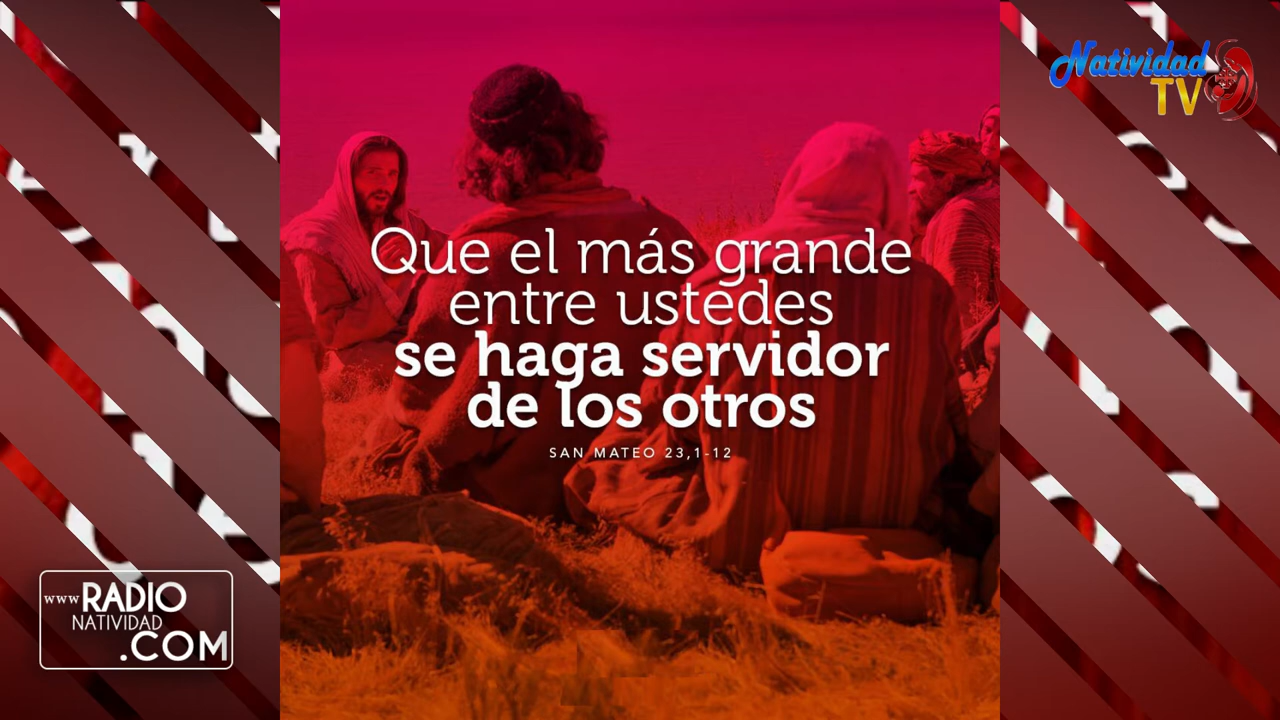 Natividad
TV
Que el más grande
entre ustedes
se haga servidor
de los otros
SAN MATEO 23,1-12
www RADIO
NATIVIDAD
.COM